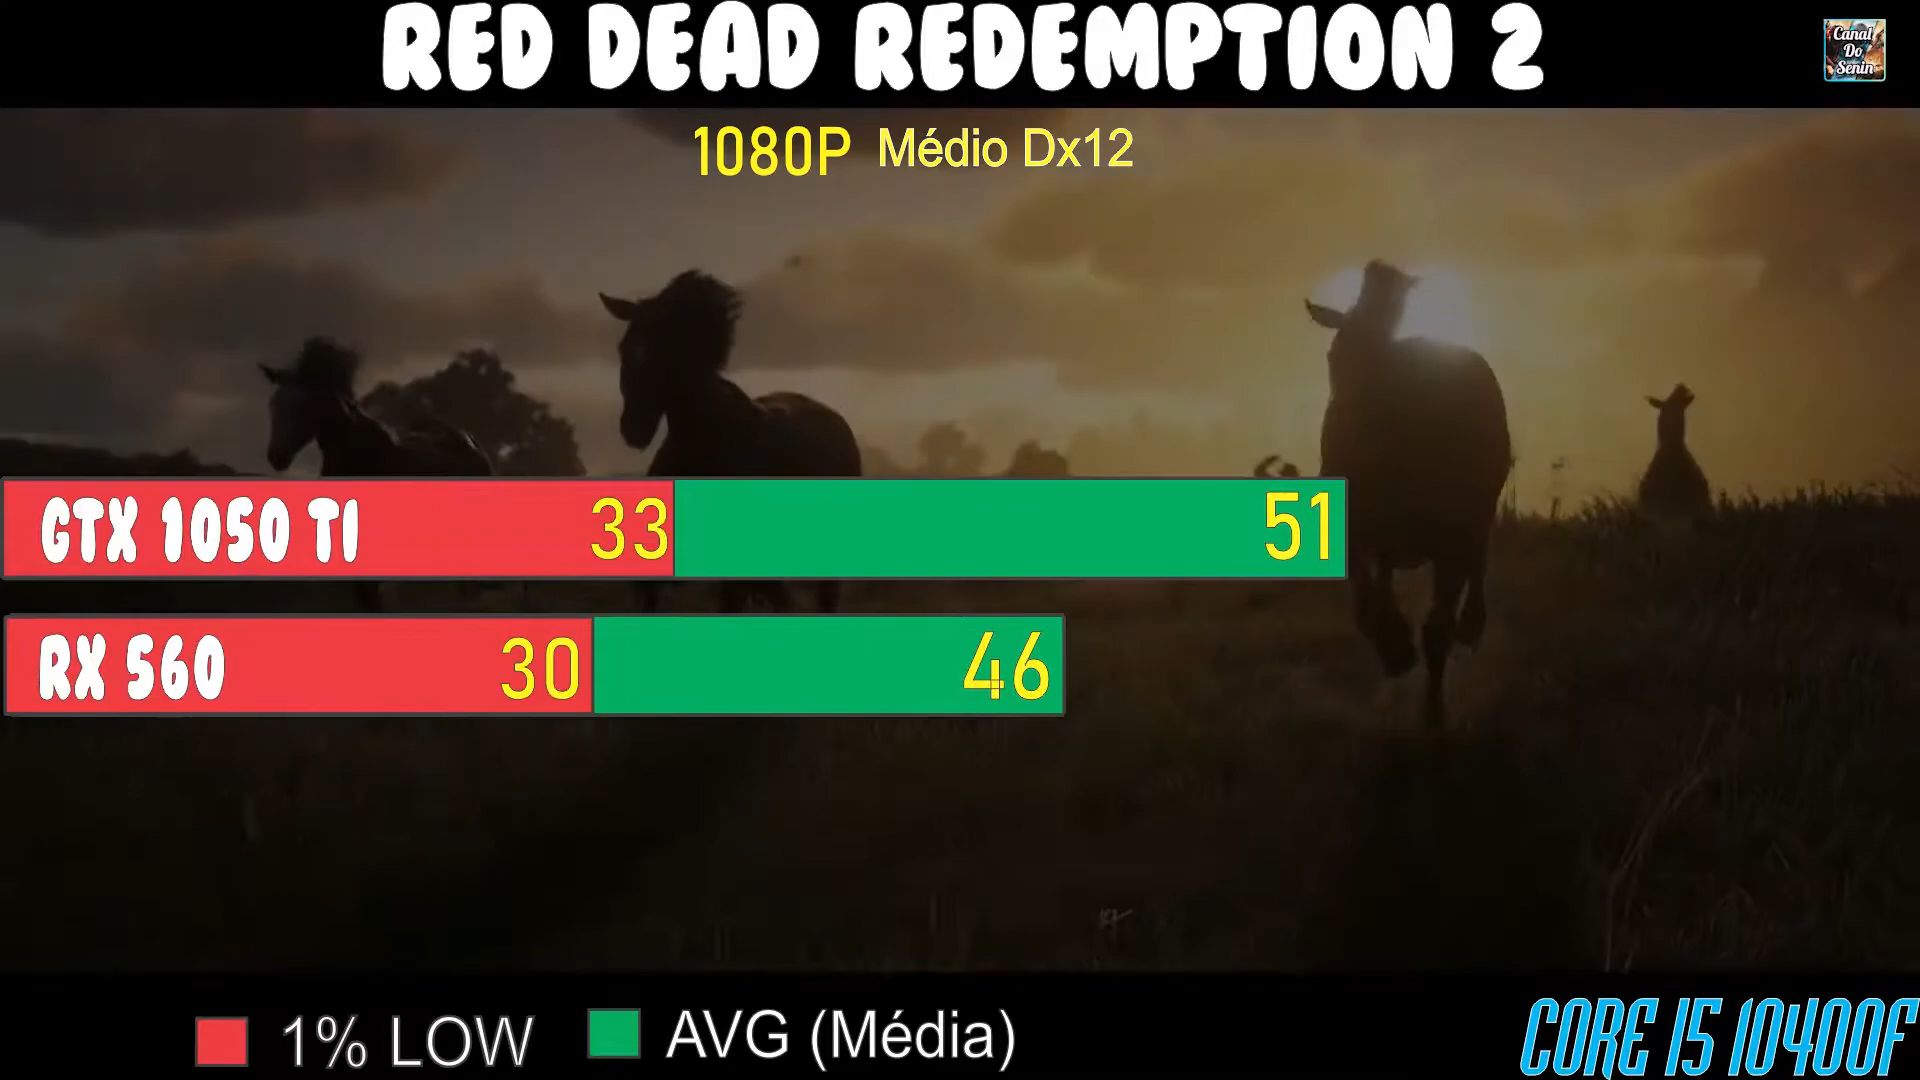 RED DEAD REDEMPTION 2
Canal
Do
Senin
1080P Médio Dx12
GTX 1050 TI 33 51
RX 560 30 46
1% LOW AVG (Média)
CORE I5 10400F